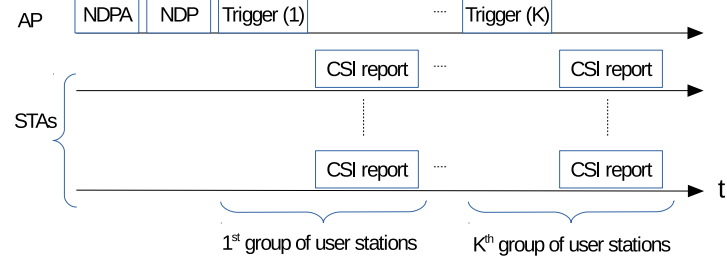 AP NDPA NDP Trigger (1) .... Trigger (K)
CSI report .... CSI report
STAs
CSI report .... CSI report
t
1st group of user stations Kth group of user stations